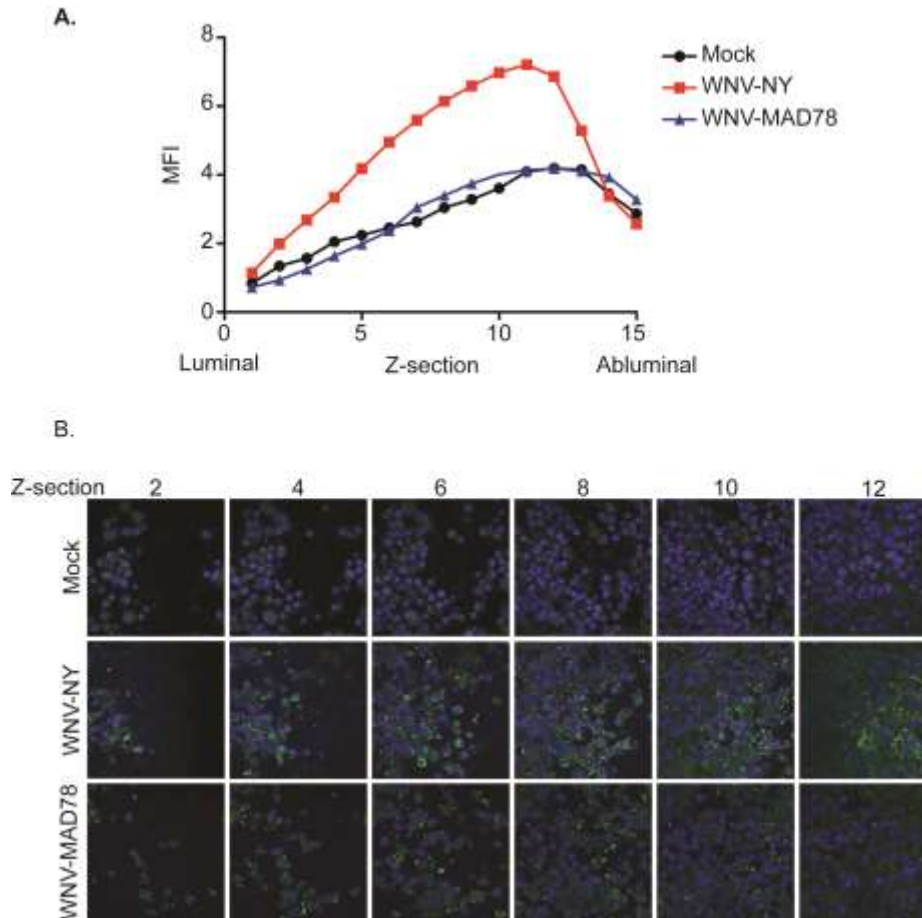 A.
8
6
4
2
0
MFI
Mock
WNV-NY
WNV-MAD78
0 5 10 15
Luminal Z-section Abluminal
B.
Z-section 2 4 6 8 10 12
Mock
WNV-NY
WNV-MAD78